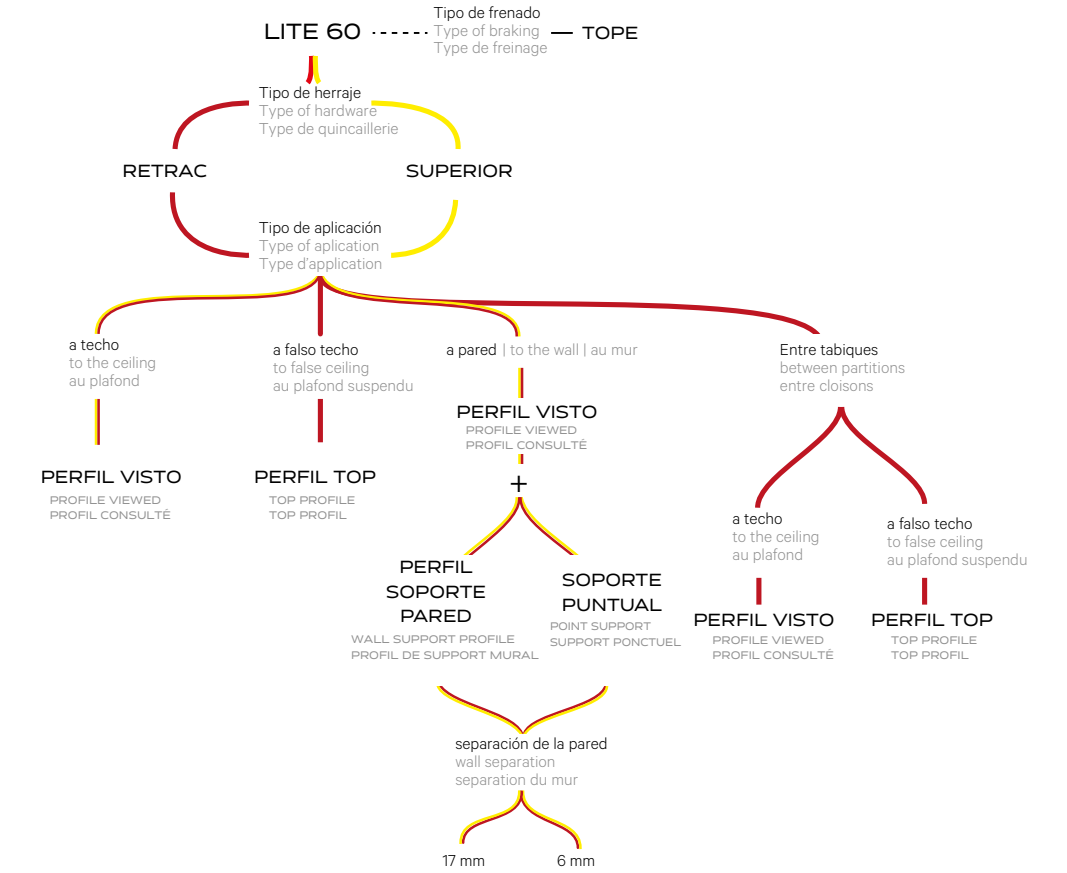 LITE 60
Tipo de frenado
Type of braking
Type de freinage
TOPE
Tipo de herraje
Type of hardware
Type de quincaillerie
RETRAC
SUPERIOR
Tipo de aplicación
Type of aplication
Type d'application
a techo
to the ceiling
au plafond
PERFIL VISTO
PROFILE VIEWED
PROFIL CONSULTÉ
a falso techo
to false ceiling
au plafond suspendu
PERFIL TOP
TOP PROFILE
TOP PROFIL
a pared | to the wall | au mur
PERFIL VISTO
PROFILE VIEWED
PROFIL CONSULTÉ
+
PERFIL
SOPORTE
PARED
WALL SUPPORT PROFILE
PROFIL DE SUPPORT MURAL
SOPORTE
PUNTUAL
POINT SUPPORT
SUPPORT PONCTUEL
separación de la pared
wall separation
separation du mur
17 mm
6 mm
Entre tabiques
between partitions
entre cloisons
a techo
to the ceiling
au plafond
PERFIL VISTO
PROFILE VIEWED
PROFIL CONSULTÉ
a falso techo
to false ceiling
au plafond suspendu
PERFIL TOP
TOP PROFILE
TOP PROFIL